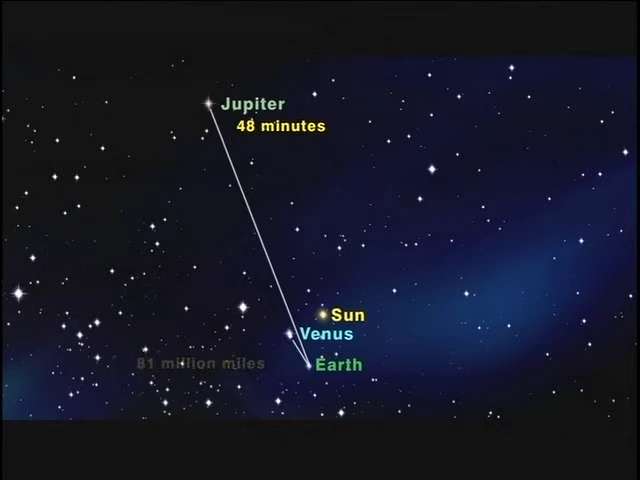 Jupiter
48 minutes
Sun
Venus
81 million miles
Earth